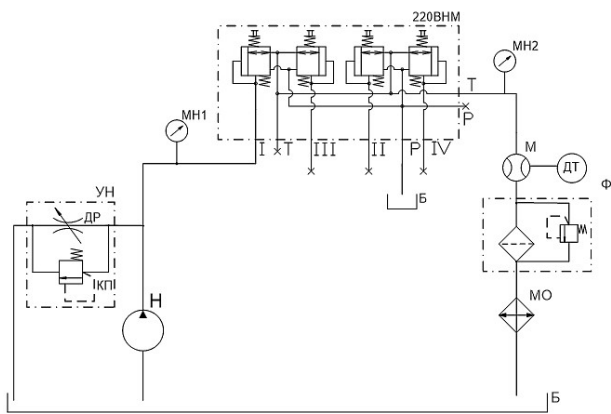 220ВНМ
МН2
Т
МН1
Р
I Т III II Р IV
М
ДТ
Б
Ф
УН
ДР
КП
Н
МО
Б